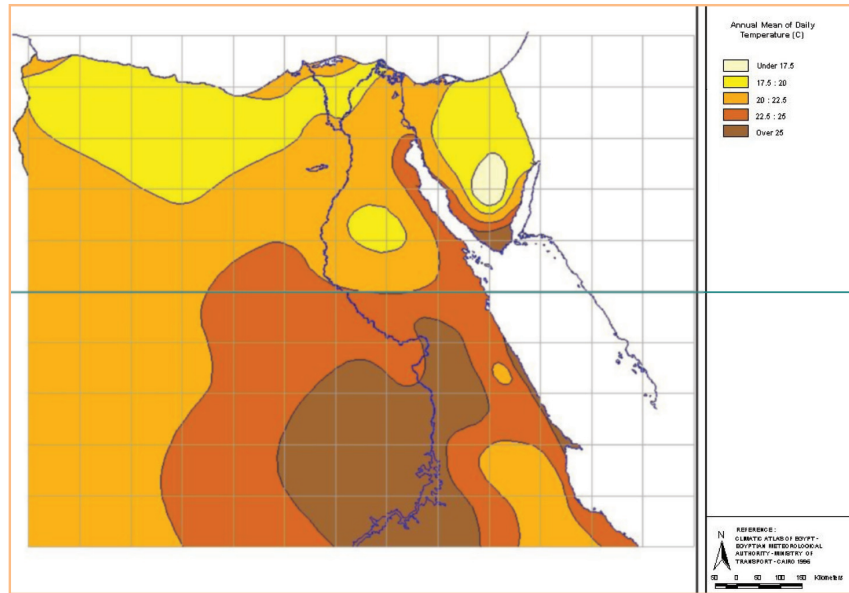 Annual Mean of Daily
Temperature (C)
Under 17.5
17.5 : 20
20 : 22.5
22.5 : 25
Over 25
N
REFERENCE :
CLIMATIC ATLAS OF EGYPT -
EGYPTIAN METEOROLOGICAL
AUTHORITY - MINISTRY OF
TRANSPORT - CAIRO 1996
50 0 50 100 150 Kilometers